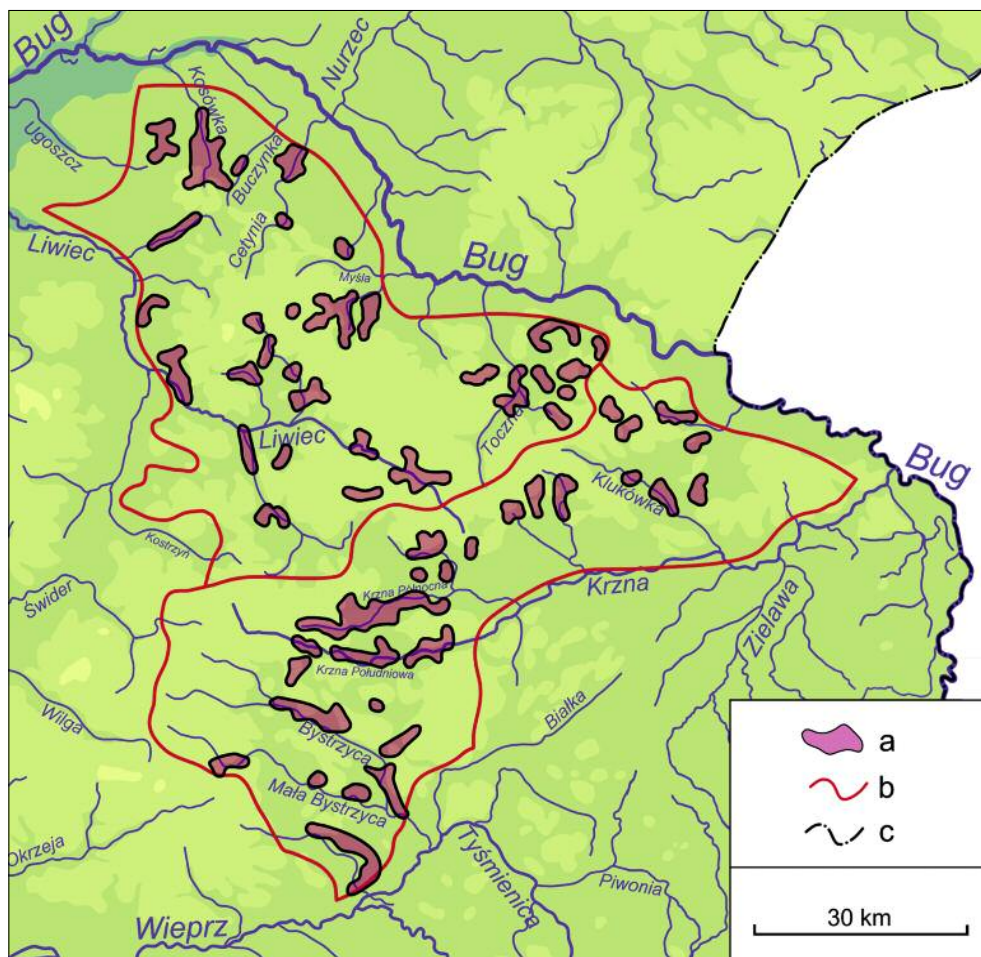 Bug
Nurzec
Kosówka
Ugoszcz
Buczynka
Cetynia
Liwiec
Bug
Myśla
Toczna
Liwiec
Bug
Klukówka
Kostrzyń
Krzna Północna
Krzna
Świder
Zielawa
Krzna Południowa
Białka
Wilga
Bystrzyca
a
Mała Bystrzyca
b
c
Okrzeja
Tyśmienica
Piwonia
Wieprz
30 km